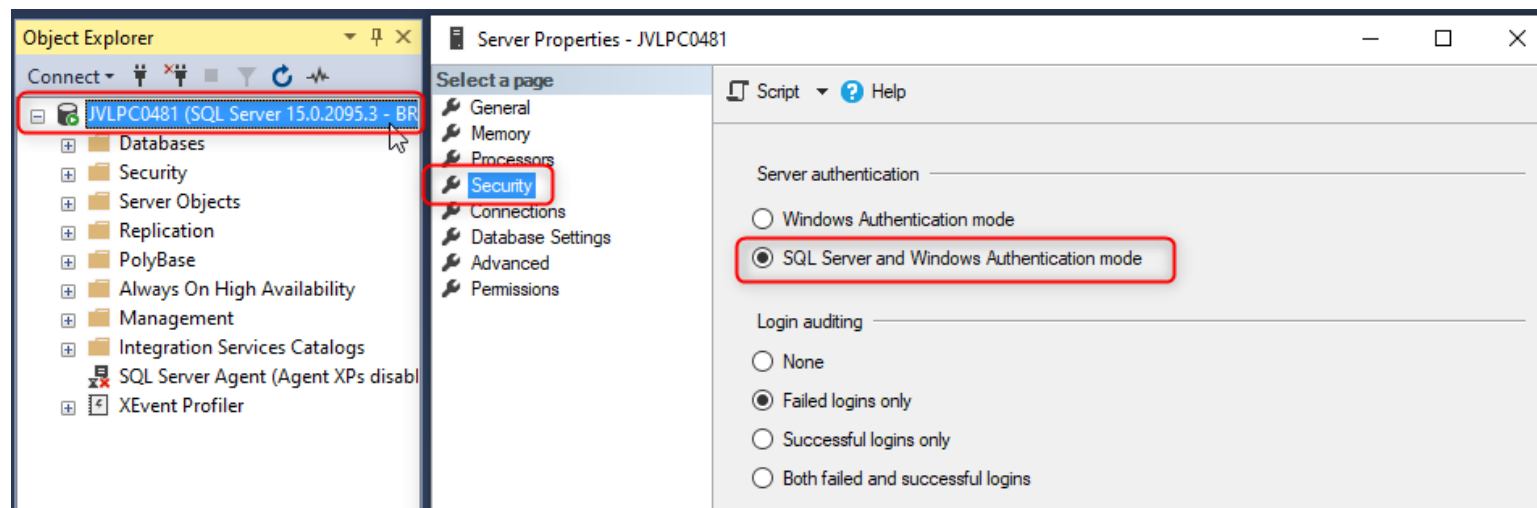 Object Explorer
Connect
JVLPC0481 (SQL Server 15.0.2095.3 - BR
Databases
Security
Server Objects
Replication
PolyBase
Always On High Availability
Management
Integration Services Catalogs
SQL Server Agent (Agent XPs disabl
XEvent Profiler
Server Properties - JVLPC0481
Select a page
General
Memory
Processors
Security
Connections
Database Settings
Advanced
Permissions
Script
Help
Server authentication
Windows Authentication mode
SQL Server and Windows Authentication mode
Login auditing
None
Failed logins only
Successful logins only
Both failed and successful logins